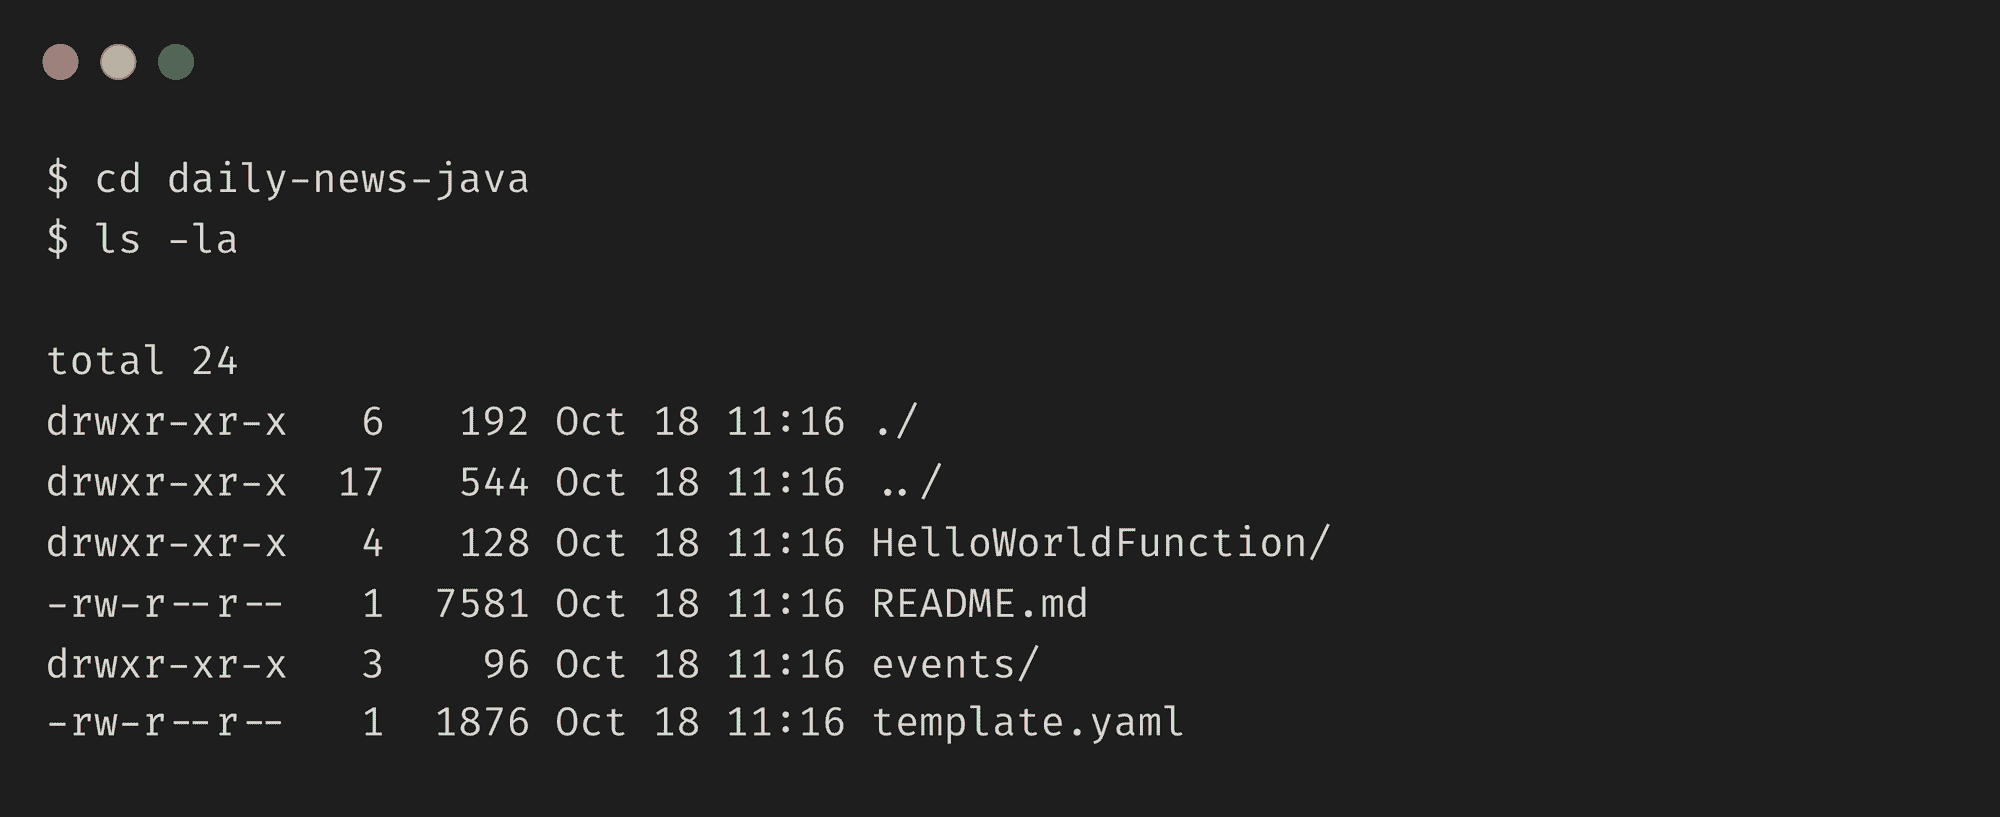 $ cd daily-news-java
$ ls -la
total 24
drwxr-xr-x   6   192 Oct 18 11:16 ./
drwxr-xr-x  17   544 Oct 18 11:16 ../
drwxr-xr-x   4   128 Oct 18 11:16 HelloWorldFunction/
-rw-r--r--   1  7581 Oct 18 11:16 README.md
drwxr-xr-x   3    96 Oct 18 11:16 events/
-rw-r--r--   1  1876 Oct 18 11:16 template.yaml